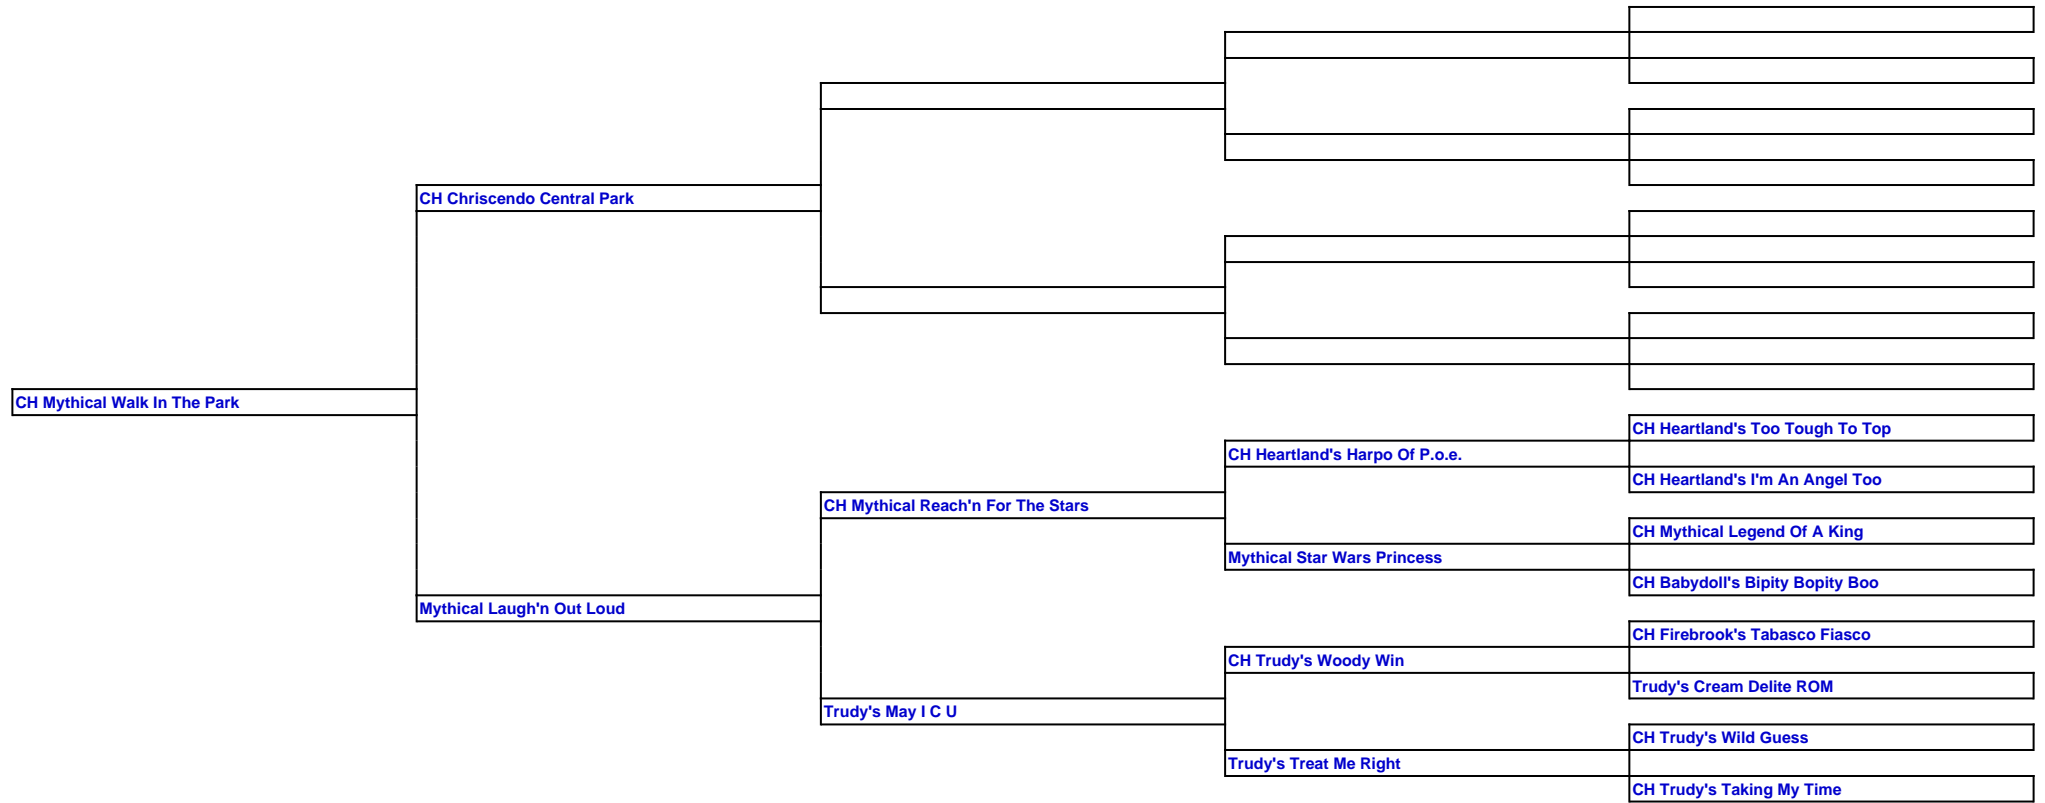 CH Chriscendo Central Park
CH Mythical Walk In The Park
CH Heartland's Too Tough To Top
CH Heartland's Harpo Of P.o.e.
CH Heartland's I'm An Angel Too
CH Mythical Reach'n For The Stars
CH Mythical Legend Of A King
Mythical Star Wars Princess
CH Babydoll's Bipity Bopity Boo
Mythical Laugh'n Out Loud
CH Firebrook's Tabasco Fiasco
CH Trudy's Woody Win
Trudy's Cream Delite ROM
Trudy's May I C U
CH Trudy's Wild Guess
Trudy's Treat Me Right
CH Trudy's Taking My Time